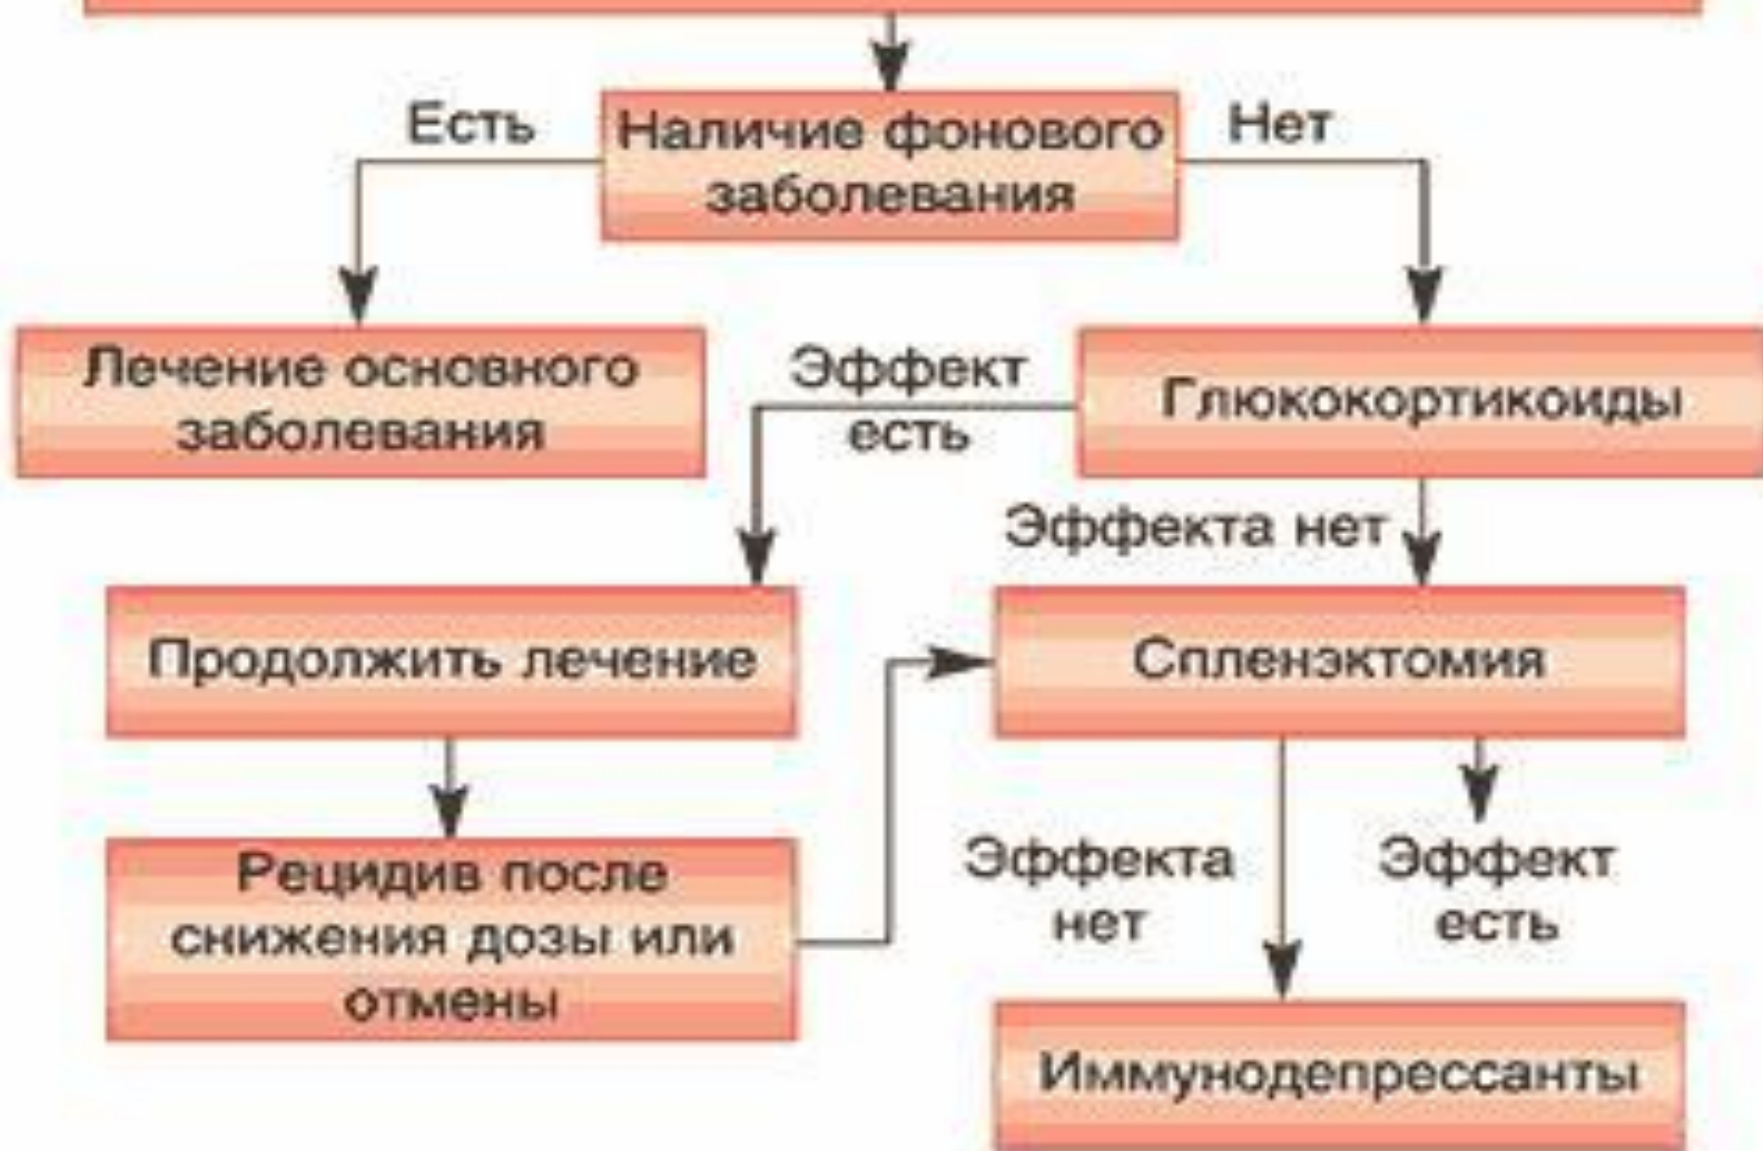 Есть
Наличие фонового
заболевания
Нет
Лечение основного
заболевания
Эффект
есть
Глюкокортикоиды
Эффекта нет
Продолжить лечение
Спленэктомия
Рецидив после
снижения дозы или
отмены
Эффекта
нет
Эффект
есть
Иммунодепрессанты